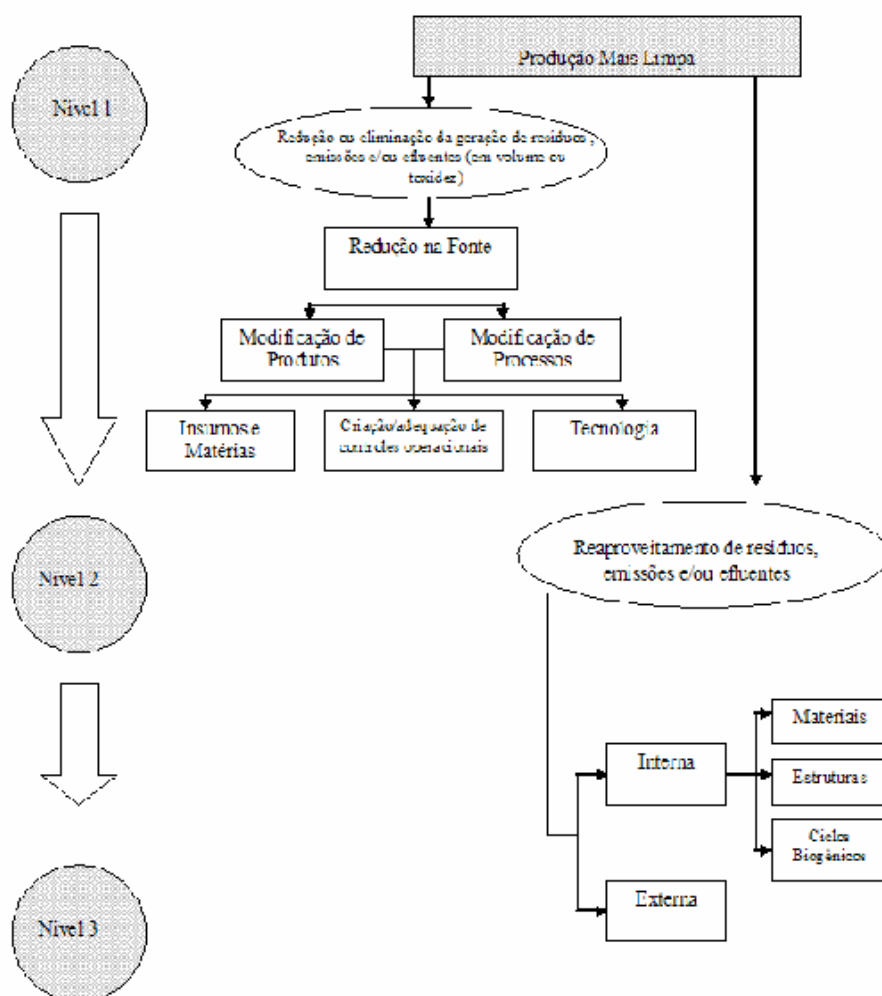 Produção Mais Limpa
Nível 1
Redução ou eliminação da geração de resíduos ,
emissões e/ou efluentes (em volume ou
toxidez)
Redução na Fonte
Modificação de
Produtos
Modificação de
Processos
Insumos e
Matérias
Criação/adequação de
controles operacionais
Tecnologia
Nível 2
Reaproveitamento de resíduos,
emissões e/ou efluentes
Interna
Materiais
Estruturas
Ciclos
Biogênicos
Externa
Nível 3